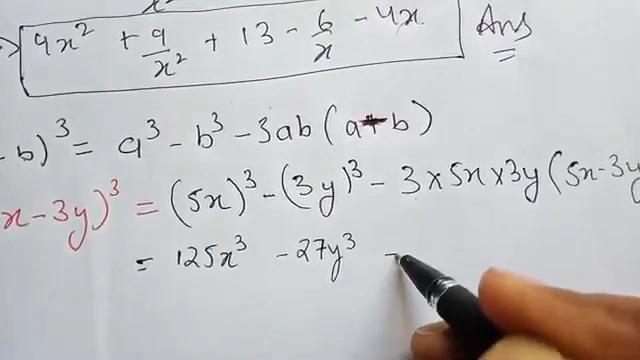 4x² + 9/x² + 13 - 6/x - 4x Ans
- b)³ = a³ - b³ - 3ab (a - b)
x - 3y)³ = (5x)³ - (3y)³ - 3 × 5x × 3y (5x - 3y
= 125x³ - 27y³ -